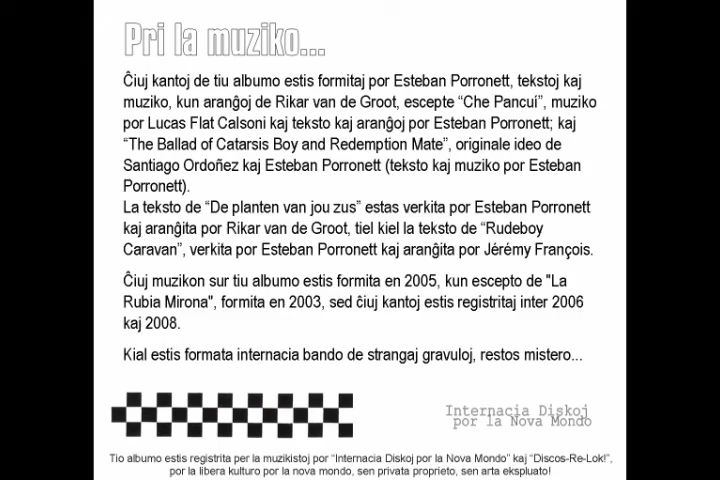 Pri la muziko...
Ĉiuj kantoj de tiu albumo estis formitaj por Esteban Porronett, tekstoj kaj
muziko, kun aranĝoj de Rikar van de Groot, escepte “Che Pancuí”, muziko
por Lucas Flat Calsoni kaj teksto kaj aranĝoj por Esteban Porronett; kaj
“The Ballad of Catarsis Boy and Redemption Mate”, originale ideo de
Santiago Ordoñez kaj Esteban Porronett (teksto kaj muziko por Esteban
Porronett).
La teksto de “De planten van jou zus” estas verkita por Esteban Porronett
kaj aranĝita por Rikar van de Groot, tiel kiel la teksto de “Rudeboy
Caravan”, verkita por Esteban Porronett kaj aranĝita por Jérémy François.
Ĉiuj muzikon sur tiu albumo estis formita en 2005, kun escepto de "La
Rubia Mirona", formita en 2003, sed ĉiuj kantoj estis registritaj inter 2006
kaj 2008.
Kial estis formata internacia bando de strangaj gravuloj, restos mistero...
Internacia Diskoj
por la Nova Mondo
Tio albumo estis registrita per la muzikistoj por “Internacia Diskoj por la Nova Mondo” kaj “Discos-Re-Lok!”,
por la libera kulturo por la nova mondo, sen privata proprieto, sen arta ekspluato!